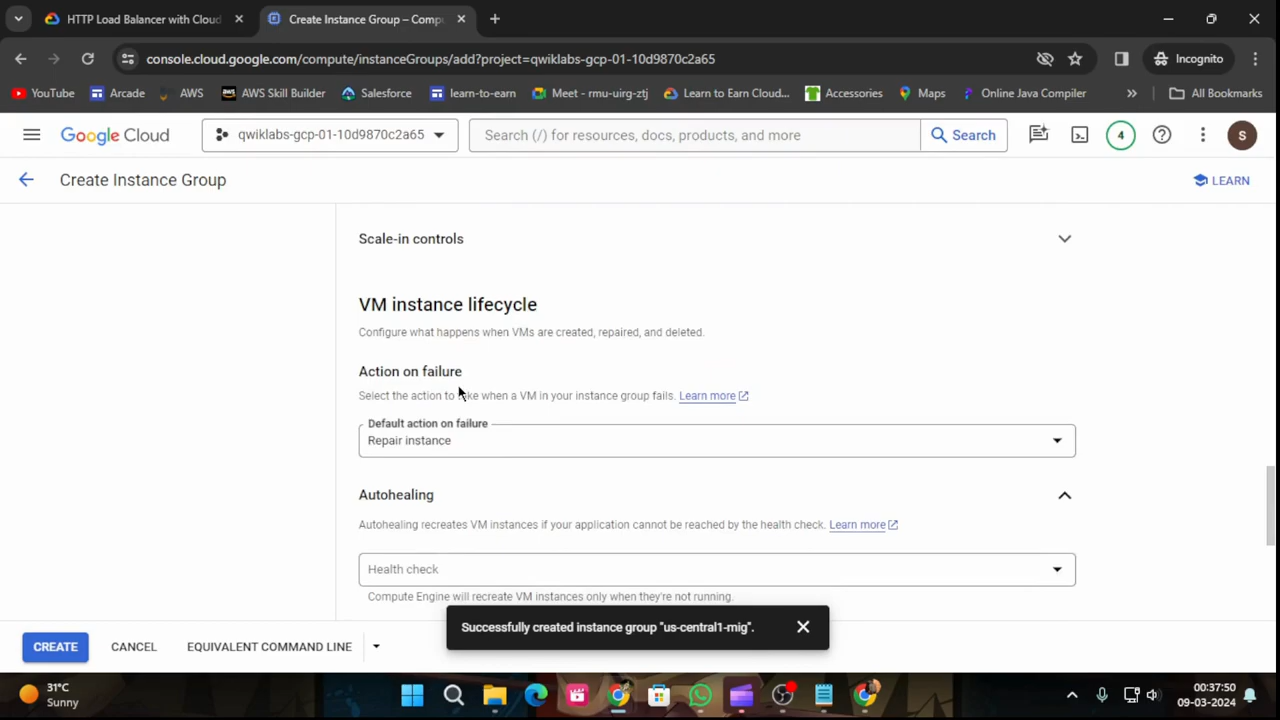 HTTP Load Balancer with Cloud
Create Instance Group – Compu
console.cloud.google.com/compute/instanceGroups/add?project=qwiklabs-gcp-01-10d9870c2a65
Incognito
YouTube
Arcade
AWS
AWS Skill Builder
Salesforce
learn-to-earn
Meet - rmu-uirg-ztj
Learn to Earn Cloud...
Accessories
Maps
Online Java Compiler
»
All Bookmarks
Google Cloud
qwiklabs-gcp-01-10d9870c2a65
Search (/) for resources, docs, products, and more
Search
4
S
Create Instance Group
LEARN
Scale-in controls
VM instance lifecycle
Configure what happens when VMs are created, repaired, and deleted.
Action on failure
Select the action to take when a VM in your instance group fails. Learn more
Default action on failure
Repair instance
Autohealing
Autohealing recreates VM instances if your application cannot be reached by the health check. Learn more
Health check
Compute Engine will recreate VM instances only when they're not running.
Successfully created instance group "us-central1-mig".
CREATE
CANCEL
EQUIVALENT COMMAND LINE
31°C
Sunny
00:37:50
09-03-2024